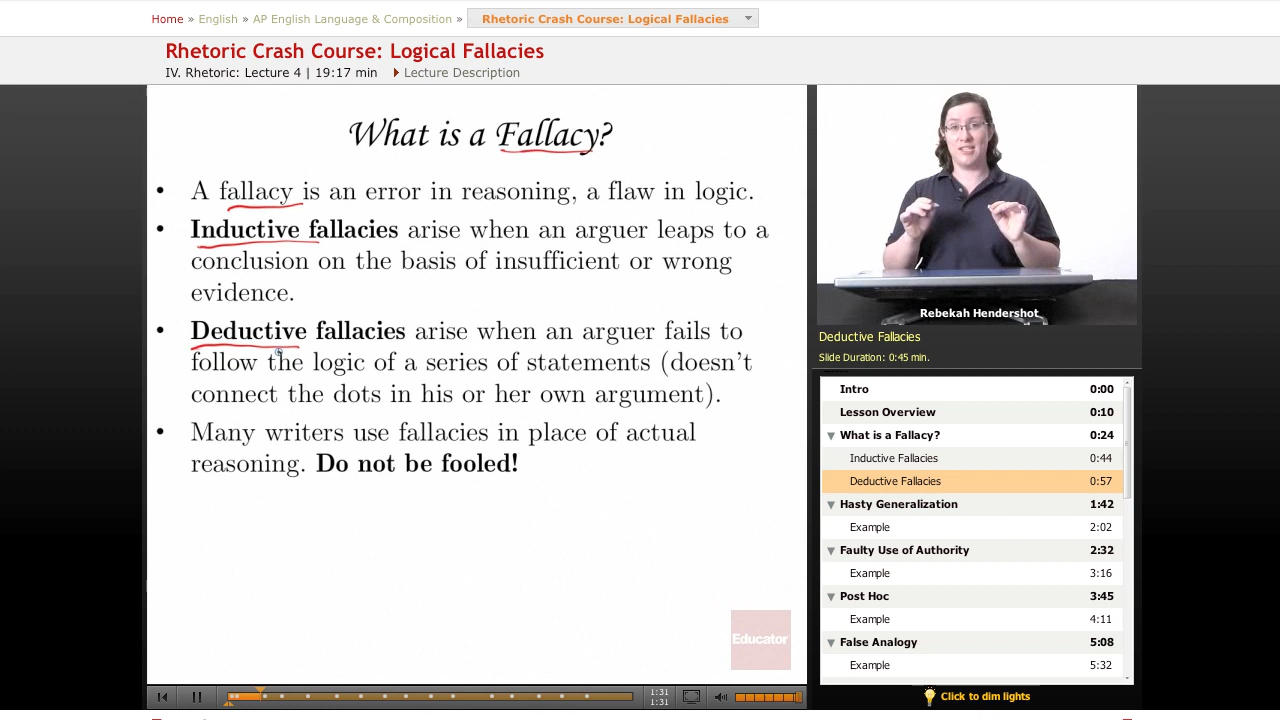 Home » English » AP English Language & Composition » Rhetoric Crash Course: Logical Fallacies
Rhetoric Crash Course: Logical Fallacies
IV. Rhetoric: Lecture 4 | 19:17 min Lecture Description
What is a Fallacy?
• A fallacy is an error in reasoning, a flaw in logic.
• Inductive fallacies arise when an arguer leaps to a
conclusion on the basis of insufficient or wrong
evidence.
• Deductive fallacies arise when an arguer fails to
follow the logic of a series of statements (doesn't
connect the dots in his or her own argument).
• Many writers use fallacies in place of actual
reasoning. Do not be fooled!
Educator
1:31
1:31
Rebekah Hendershot
Deductive Fallacies
Slide Duration: 0:45 min.
Intro 0:00
Lesson Overview 0:10
What is a Fallacy? 0:24
Inductive Fallacies 0:44
Deductive Fallacies 0:57
Hasty Generalization 1:42
Example 2:02
Faulty Use of Authority 2:32
Example 3:16
Post Hoc 3:45
Example 4:11
False Analogy 5:08
Example 5:32
Click to dim lights